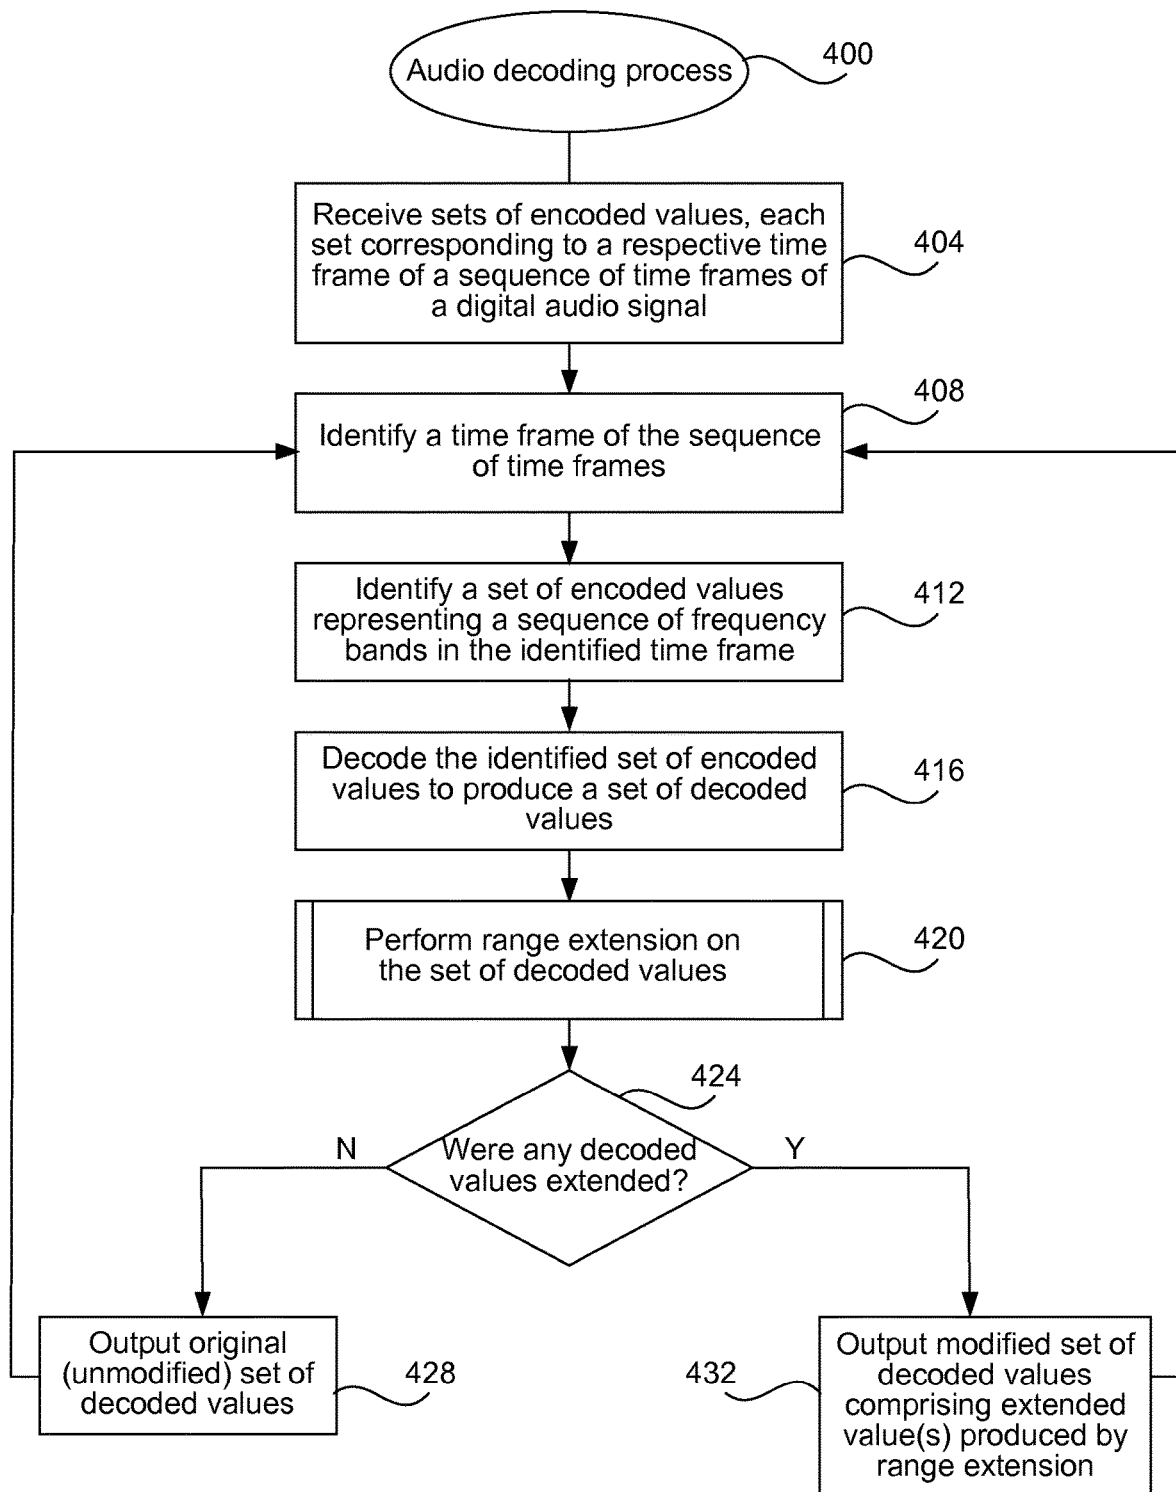 Audio decoding process
400
Receive sets of encoded values, each
set corresponding to a respective time
frame of a sequence of time frames of
a digital audio signal
404
Identify a time frame of the sequence
of time frames
408
Identify a set of encoded values
representing a sequence of frequency
bands in the identified time frame
412
Decode the identified set of encoded
values to produce a set of decoded
values
416
Perform range extension on
the set of decoded values
420
Were any decoded
values extended?
424
N
Y
Output original
(unmodified) set of
decoded values
428
Output modified set of
decoded values
comprising extended
value(s) produced by
range extension
432